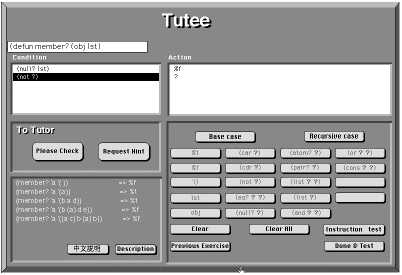 Tutee
(defun member? (obj lst)
Condition
Action
(null? lst)
(not ?)
%f
?
To Tutor
Please Check
Request Hint
(member? 'a '( )) => %f
(member? 'a '(a)) => %t
(member? 'a '(b a d)) => %t
(member? 'a '(b (a) d e)) => %f
(member? 'a '((a c) b (a) b)) => %f
中文說明
Description
Base case
Recursive case
%t
(car ?)
(atom? ?)
(or ?)
%f
(cdr ?)
(pair? ?)
(cons ? ?)
'()
(not ?)
(list ? ?)
lst
(eq? ? ?)
(list ?)
obj
(null? ?)
(and ? ?)
Clear
Clear All
Instruction test
Previous Exercise
Done & Test